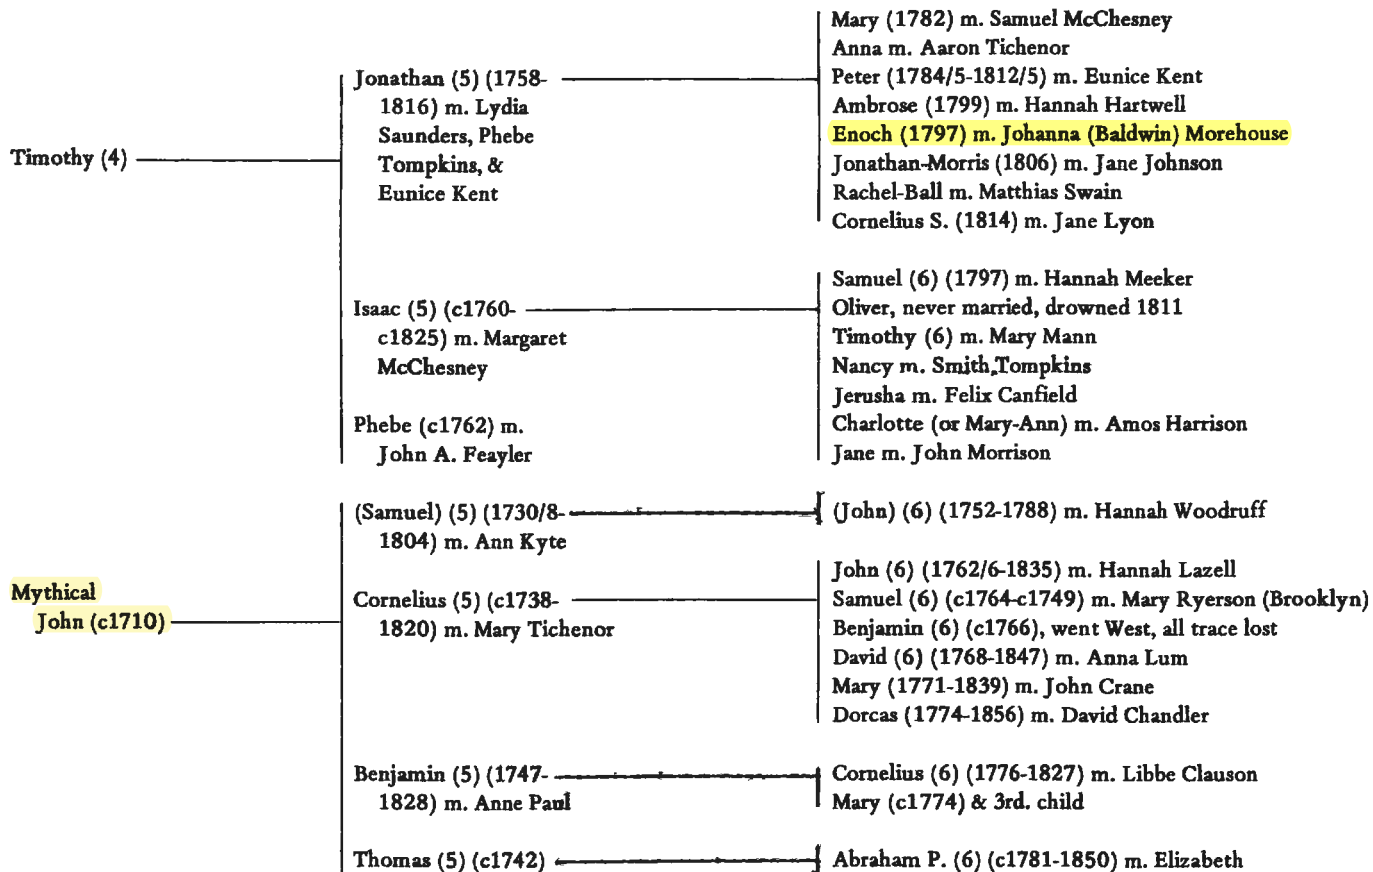 Timothy (4)
Jonathan (5) (1758-
1816) m. Lydia
Saunders, Phebe
Tompkins, &
Eunice Kent
Mary (1782) m. Samuel McChesney
Anna m. Aaron Tichenor
Peter (1784/5-1812/5) m. Eunice Kent
Ambrose (1799) m. Hannah Hartwell
Enoch (1797) m. Johanna (Baldwin) Morehouse
Jonathan-Morris (1806) m. Jane Johnson
Rachel-Ball m. Matthias Swain
Cornelius S. (1814) m. Jane Lyon
Isaac (5) (c1760-
c1825) m. Margaret
McChesney
Samuel (6) (1797) m. Hannah Meeker
Oliver, never married, drowned 1811
Timothy (6) m. Mary Mann
Nancy m. Smith Tompkins
Jerusha m. Felix Canfield
Charlotte (or Mary-Ann) m. Amos Harrison
Jane m. John Morrison
Phebe (c1762) m.
John A. Feayler
Mythical
John (c1710)
(Samuel) (5) (1730/8-
1804) m. Ann Kyte
(John) (6) (1752-1788) m. Hannah Woodruff
Cornelius (5) (c1738-
1820) m. Mary Tichenor
John (6) (1762/6-1835) m. Hannah Lazell
Samuel (6) (c1764-c1749) m. Mary Ryerson (Brooklyn)
Benjamin (6) (c1766), went West, all trace lost
David (6) (1768-1847) m. Anna Lum
Mary (1771-1839) m. John Crane
Dorcas (1774-1856) m. David Chandler
Benjamin (5) (1747-
1828) m. Anne Paul
Cornelius (6) (1776-1827) m. Libbe Clauson
Mary (c1774) & 3rd. child
Thomas (5) (c1742)
Abraham P. (6) (c1781-1850) m. Elizabeth